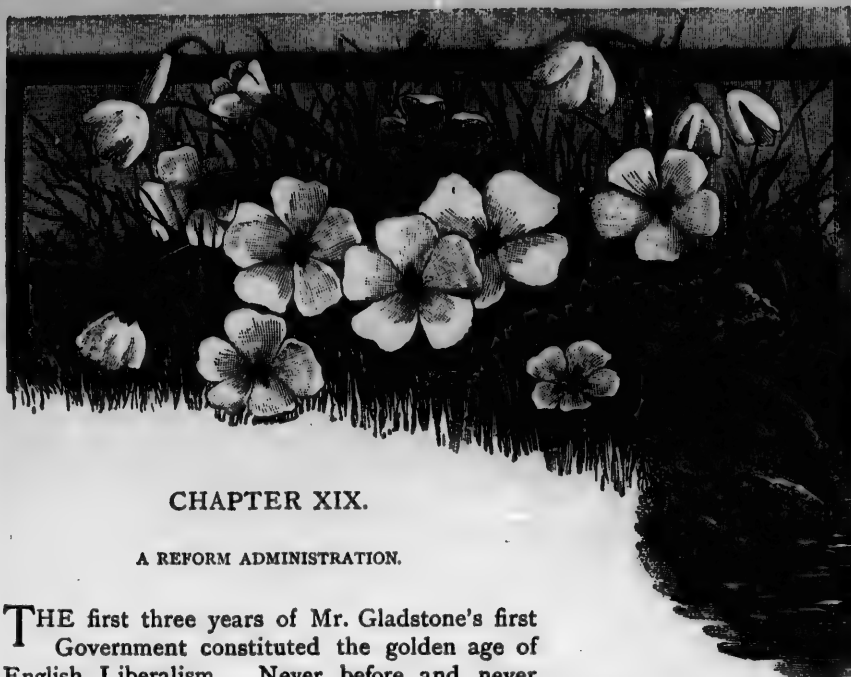 CHAPTER XIX.
A REFORM ADMINISTRATION.
THE first three years of Mr. Gladstone's first
Government constituted the golden age of
English Liberalism. Never before and never